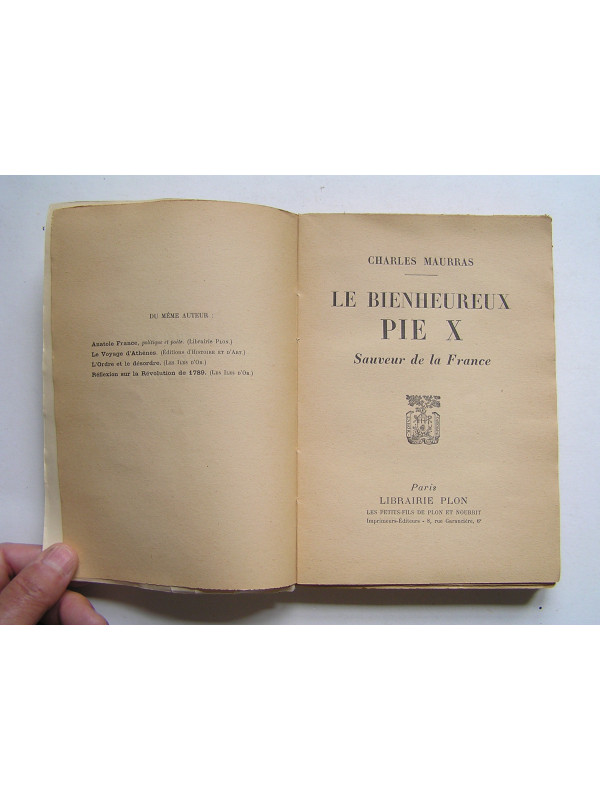 DU MÊME AUTEUR :
Anatole France, politique et poète. (Librairie Plon.)
Le Voyage d'Athènes. (Éditions d'Histoire et d'Art.)
L'Ordre et le désordre. (Les Iles d'Or.)
Réflexion sur la Révolution de 1789. (Les Iles d'Or.)
CHARLES MAURRAS
LE BIENHEUREUX
PIE X
Sauveur de la France
Paris
LIBRAIRIE PLON
LES PETITS-FILS DE PLON ET NOURRIT
Imprimeurs-Éditeurs - 8, rue Garancière, 6e